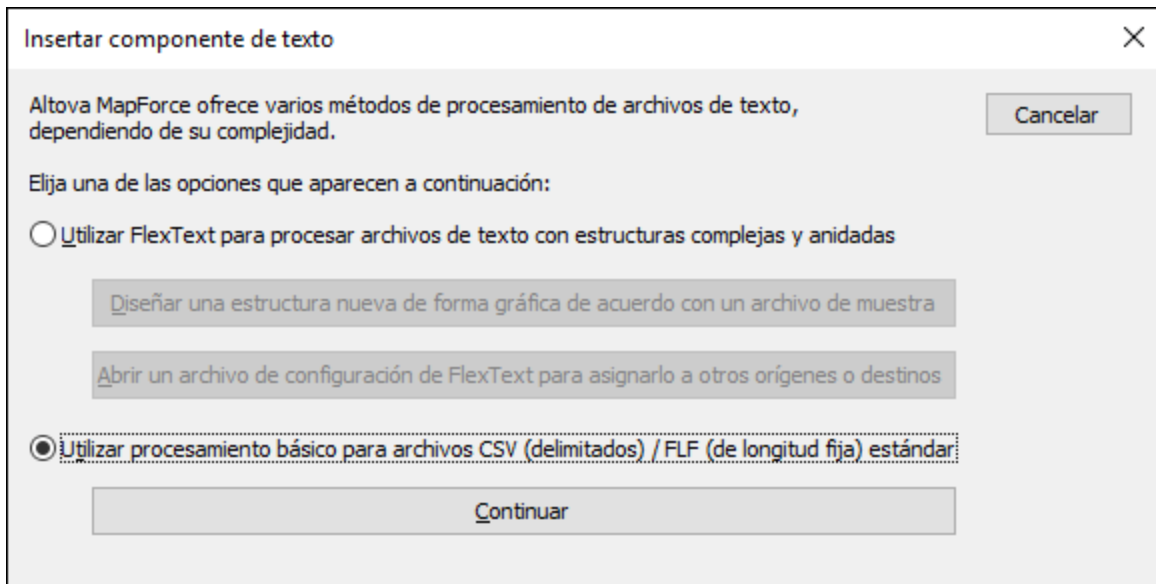 Insertar componente de texto
Altova MapForce ofrece varios métodos de procesamiento de archivos de texto,
dependiendo de su complejidad.
Cancelar
Elija una de las opciones que aparecen a continuación:
Utilizar FlexText para procesar archivos de texto con estructuras complejas y anidadas
Diseñar una estructura nueva de forma gráfica de acuerdo con un archivo de muestra
Abrir un archivo de configuración de FlexText para asignarlo a otros orígenes o destinos
Utilizar procesamiento básico para archivos CSV (delimitados) / FLF (de longitud fija) estándar
Continuar